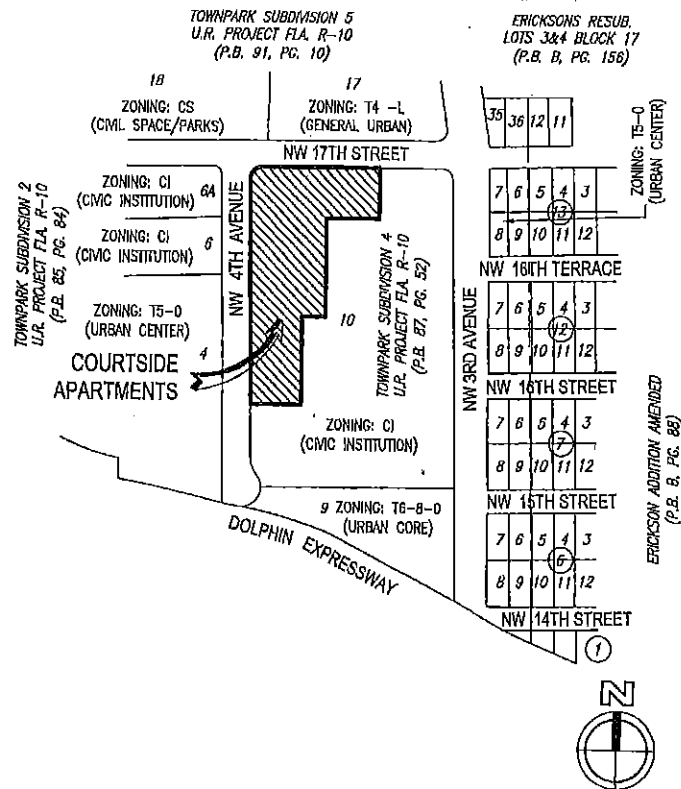 TOWNPARK SUBDIVISION 5
U.R. PROJECT FLA. R-10
(P.B. 91, PG. 10)
ERICKSONS RESUB.
LOTS 3&4 BLOCK 17
(P.B. B, PG. 156)
18
ZONING: CS
(CIVIL SPACE/PARKS)
17
ZONING: T4 -L
(GENERAL URBAN)
35 36 12 11
ZONING: T5-O
(URBAN CENTER)
NW 17TH STREET
TOWNPARK SUBDIVISION 2
U.R. PROJECT FLA. R-10
(P.B. 85, PG. 84)
ZONING: CI
(CIVIC INSTITUTION)
6A
ZONING: CI
(CIVIC INSTITUTION)
6
ZONING: T5-O
(URBAN CENTER)
4
COURTSIDE
APARTMENTS
NW 4TH AVENUE
10
TOWNPARK SUBDIVISION 4
U.R. PROJECT FLA. R-10
(P.B. 87, PG. 52)
ZONING: CI
(CIVIC INSTITUTION)
9 ZONING: T6-8-O
(URBAN CORE)
DOLPHIN EXPRESSWAY
NW 3RD AVENUE
7 6 5 4 3
13
8 9 10 11 12
NW 16TH TERRACE
7 6 5 4 3
12
8 9 10 11 12
NW 16TH STREET
7 6 5 4 3
7
8 9 10 11 12
NW 15TH STREET
7 6 5 4 3
6
8 9 10 11 12
NW 14TH STREET
1
ERICKSON ADDITION AMENDED
(P.B. B, PG. 88)
N